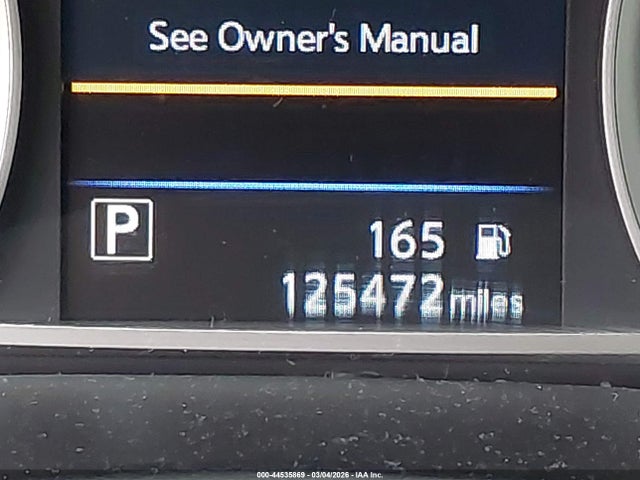 See Owner's Manual
P
165
125472 miles
000-44535869 - 03/04/2026 - IAA Inc.